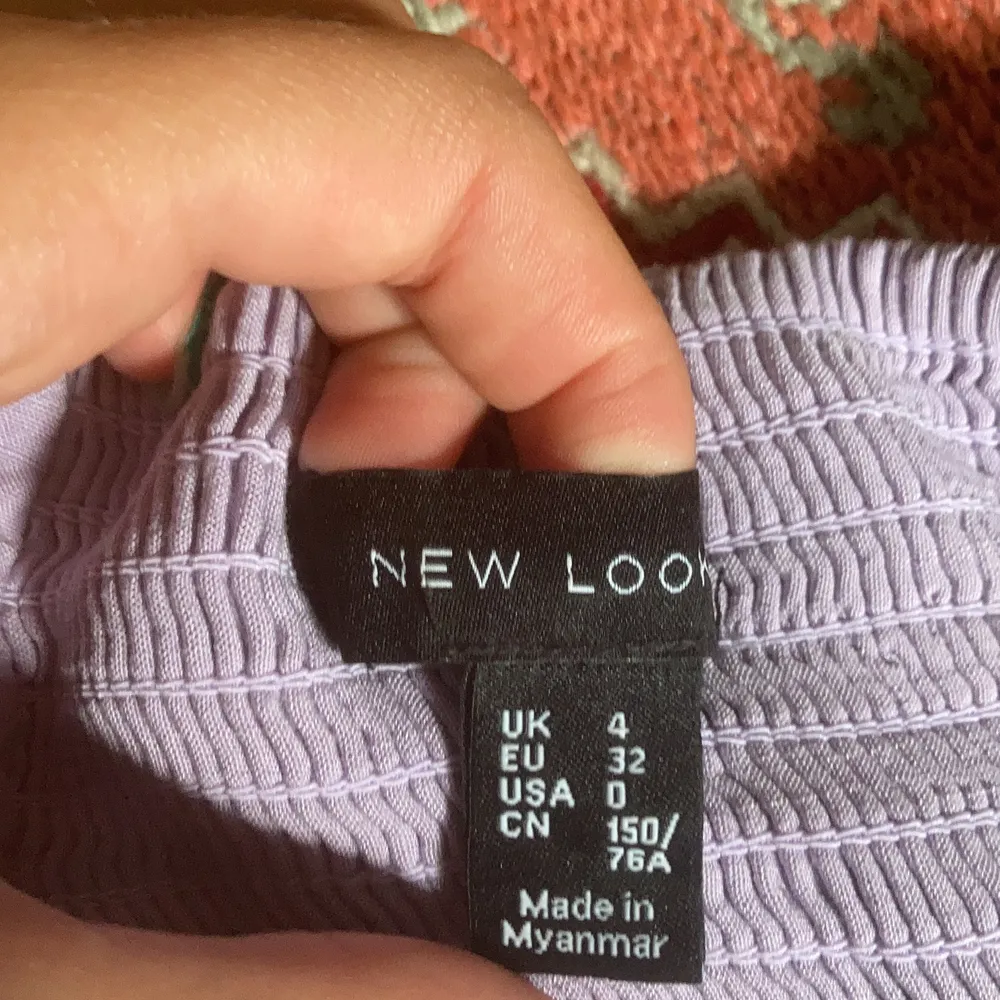 NEW LOOK
UK 4
EU 32
USA 0
CN 150/
76A
Made in
Myanmar